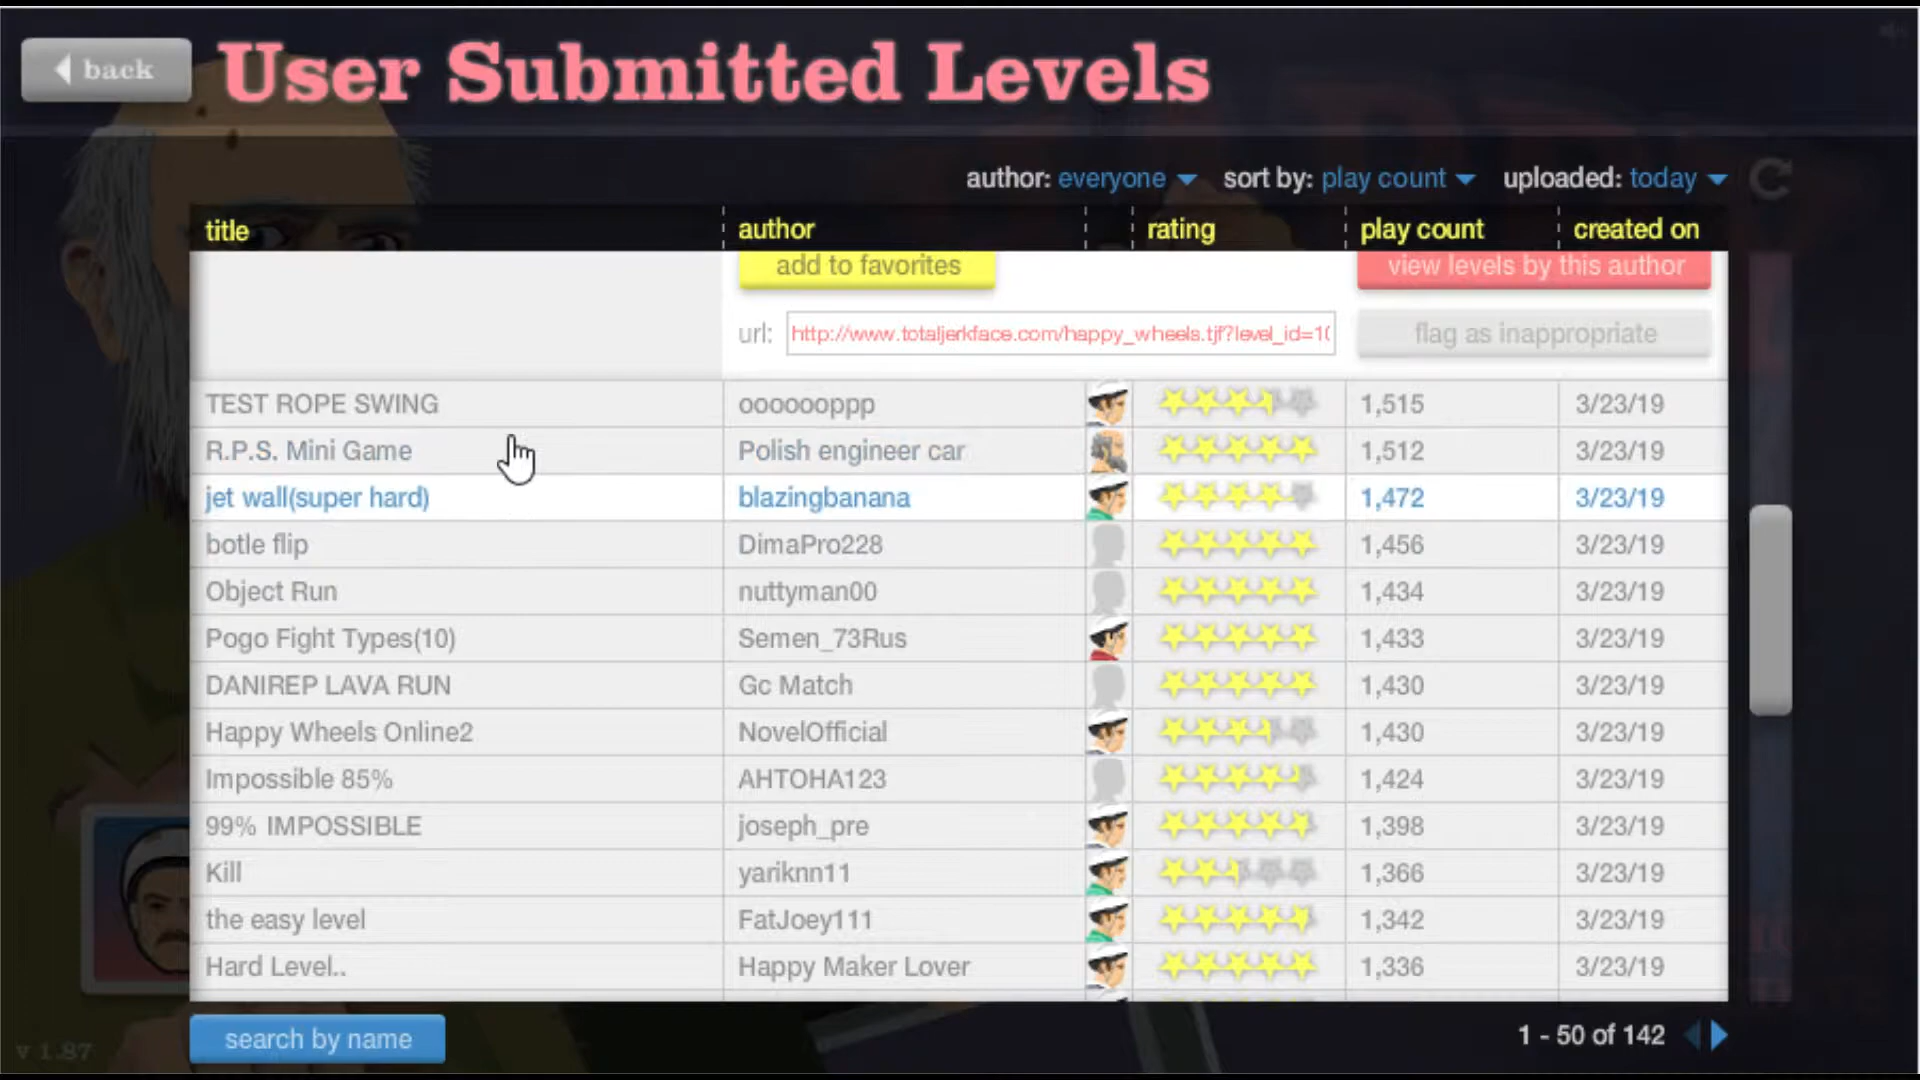 back
User Submitted Levels
author: everyone sort by: play count uploaded: today
title author rating play count created on
add to favorites view levels by this author
url: http://www.totaljerkface.com/happy_wheels.tjf?level_id=1( flag as inappropriate
TEST ROPE SWING ooooooppp 1,515 3/23/19
R.P.S. Mini Game Polish engineer car 1,512 3/23/19
jet wall(super hard) blazingbanana 1,472 3/23/19
botle flip DimaPro228 1,456 3/23/19
Object Run nuttyman00 1,434 3/23/19
Pogo Fight Types(10) Semen_73Rus 1,433 3/23/19
DANIREP LAVA RUN Gc Match 1,430 3/23/19
Happy Wheels Online2 NovelOfficial 1,430 3/23/19
Impossible 85% AHTOHA123 1,424 3/23/19
99% IMPOSSIBLE joseph_pre 1,398 3/23/19
Kill yariknn11 1,366 3/23/19
the easy level FatJoey111 1,342 3/23/19
Hard Level.. Happy Maker Lover 1,336 3/23/19
search by name 1 - 50 of 142
v 1.87